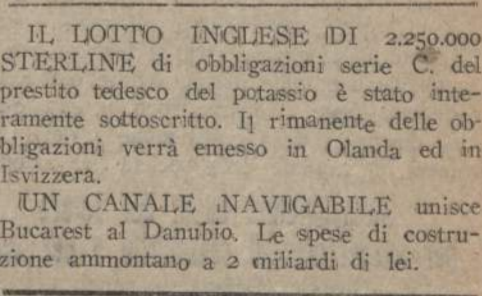 IL LOTTO INGLESE DI 2.250.000
STERLINE di obbligazioni serie C. del
prestito tedesco del potassio è stato inte-
ramente sottoscritto. Il rimanente delle ob-
bligazioni verrà emesso in Olanda ed in
Isvizzera.
UN CANALE NAVIGABILE unisce
Bucarest al Danubio. Le spese di costru-
zione ammontano a 2 miliardi di lei.